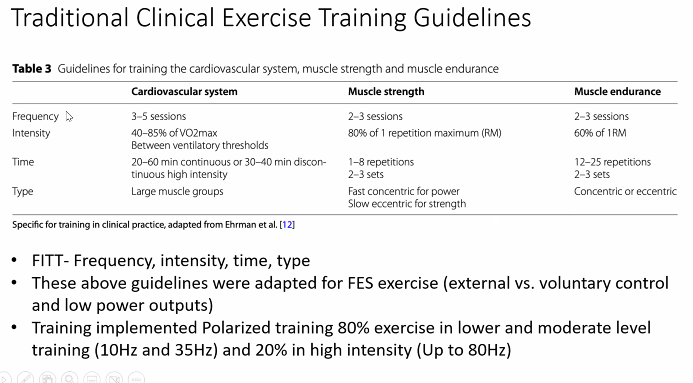 Traditional Clinical Exercise Training Guidelines
Table 3 Guidelines for training the cardiovascular system, muscle strength and muscle endurance
Cardiovascular system Muscle strength Muscle endurance
Frequency 3–5 sessions 2–3 sessions 2–3 sessions
Intensity 40–85% of VO2max 80% of 1 repetition maximum (RM) 60% of 1RM
Between ventilatory thresholds
Time 20–60 min continuous or 30–40 min discon- 1–8 repetitions 12–25 repetitions
tinuous high intensity 2–3 sets 2–3 sets
Type Large muscle groups Fast concentric for power Concentric or eccentric
Slow eccentric for strength
Specific for training in clinical practice, adapted from Ehrman et al. [12]
• FITT- Frequency, intensity, time, type
• These above guidelines were adapted for FES exercise (external vs. voluntary control
and low power outputs)
• Training implemented Polarized training 80% exercise in lower and moderate level
training (10Hz and 35Hz) and 20% in high intensity (Up to 80Hz)